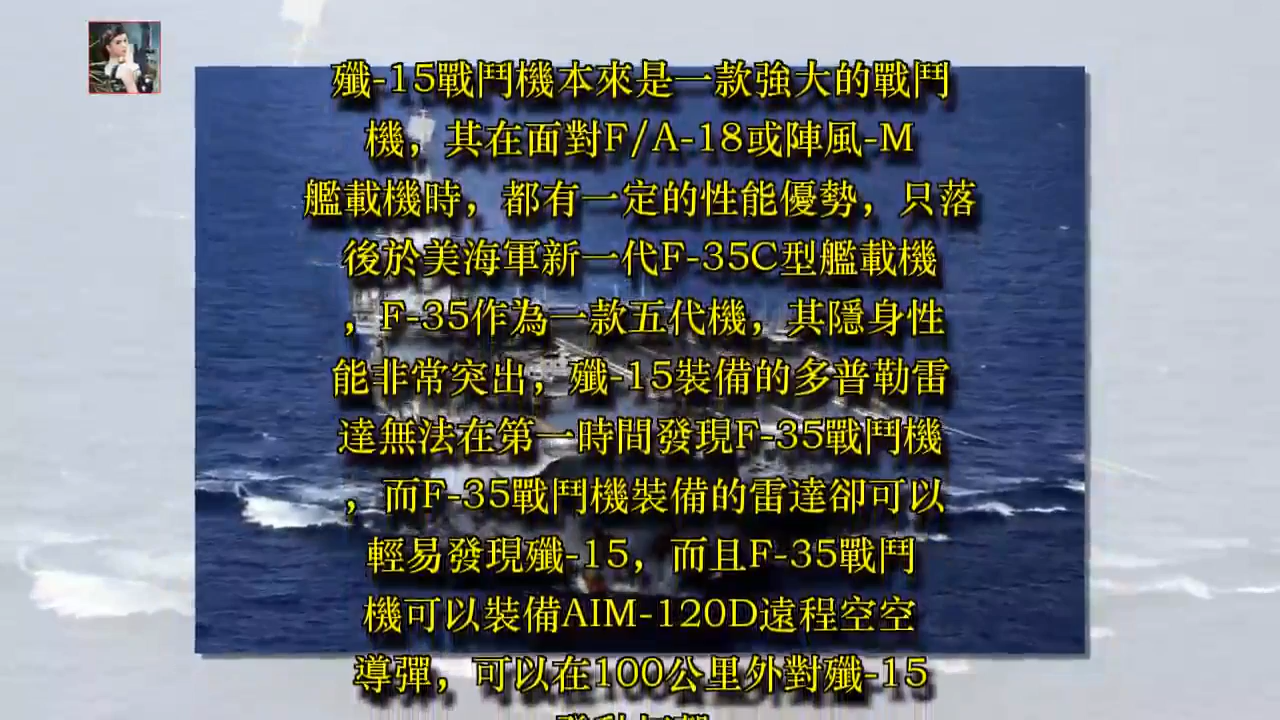 殲-15戰鬥機本來是一款強大的戰鬥
機，其在面對F/A-18或陣風-M
艦載機時，都有一定的性能優勢，只落
後於美海軍新一代F-35C型艦載機
，F-35作為一款五代機，其隱身性
能非常突出，殲-15裝備的多普勒雷
達無法在第一時間發現F-35戰鬥機
，而F-35戰鬥機裝備的雷達卻可以
輕易發現殲-15，而且F-35戰鬥
機可以裝備AIM-120D遠程空空
導彈，可以在100公里外對殲-15